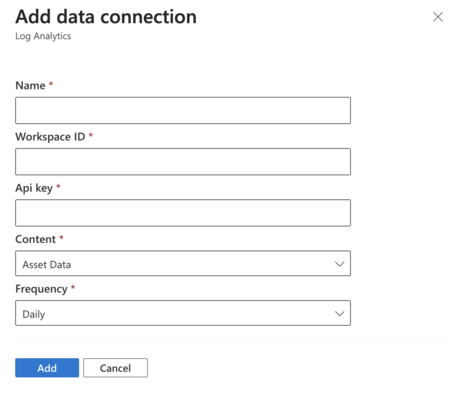 Add data connection
Log Analytics
Name *
Workspace ID *
Api key *
Content *
Asset Data
Frequency *
Daily
Add Cancel